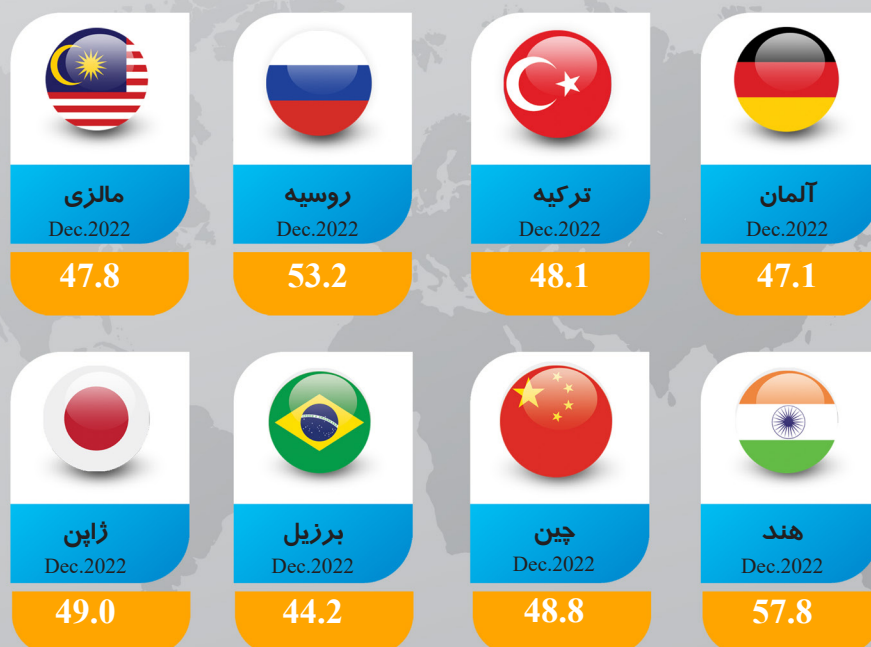 آلمان
Dec.2022
47.1
ترکیه
Dec.2022
48.1
روسیه
Dec.2022
53.2
مالزی
Dec.2022
47.8
هند
Dec.2022
57.8
چین
Dec.2022
48.8
برزیل
Dec.2022
44.2
ژاپن
Dec.2022
49.0